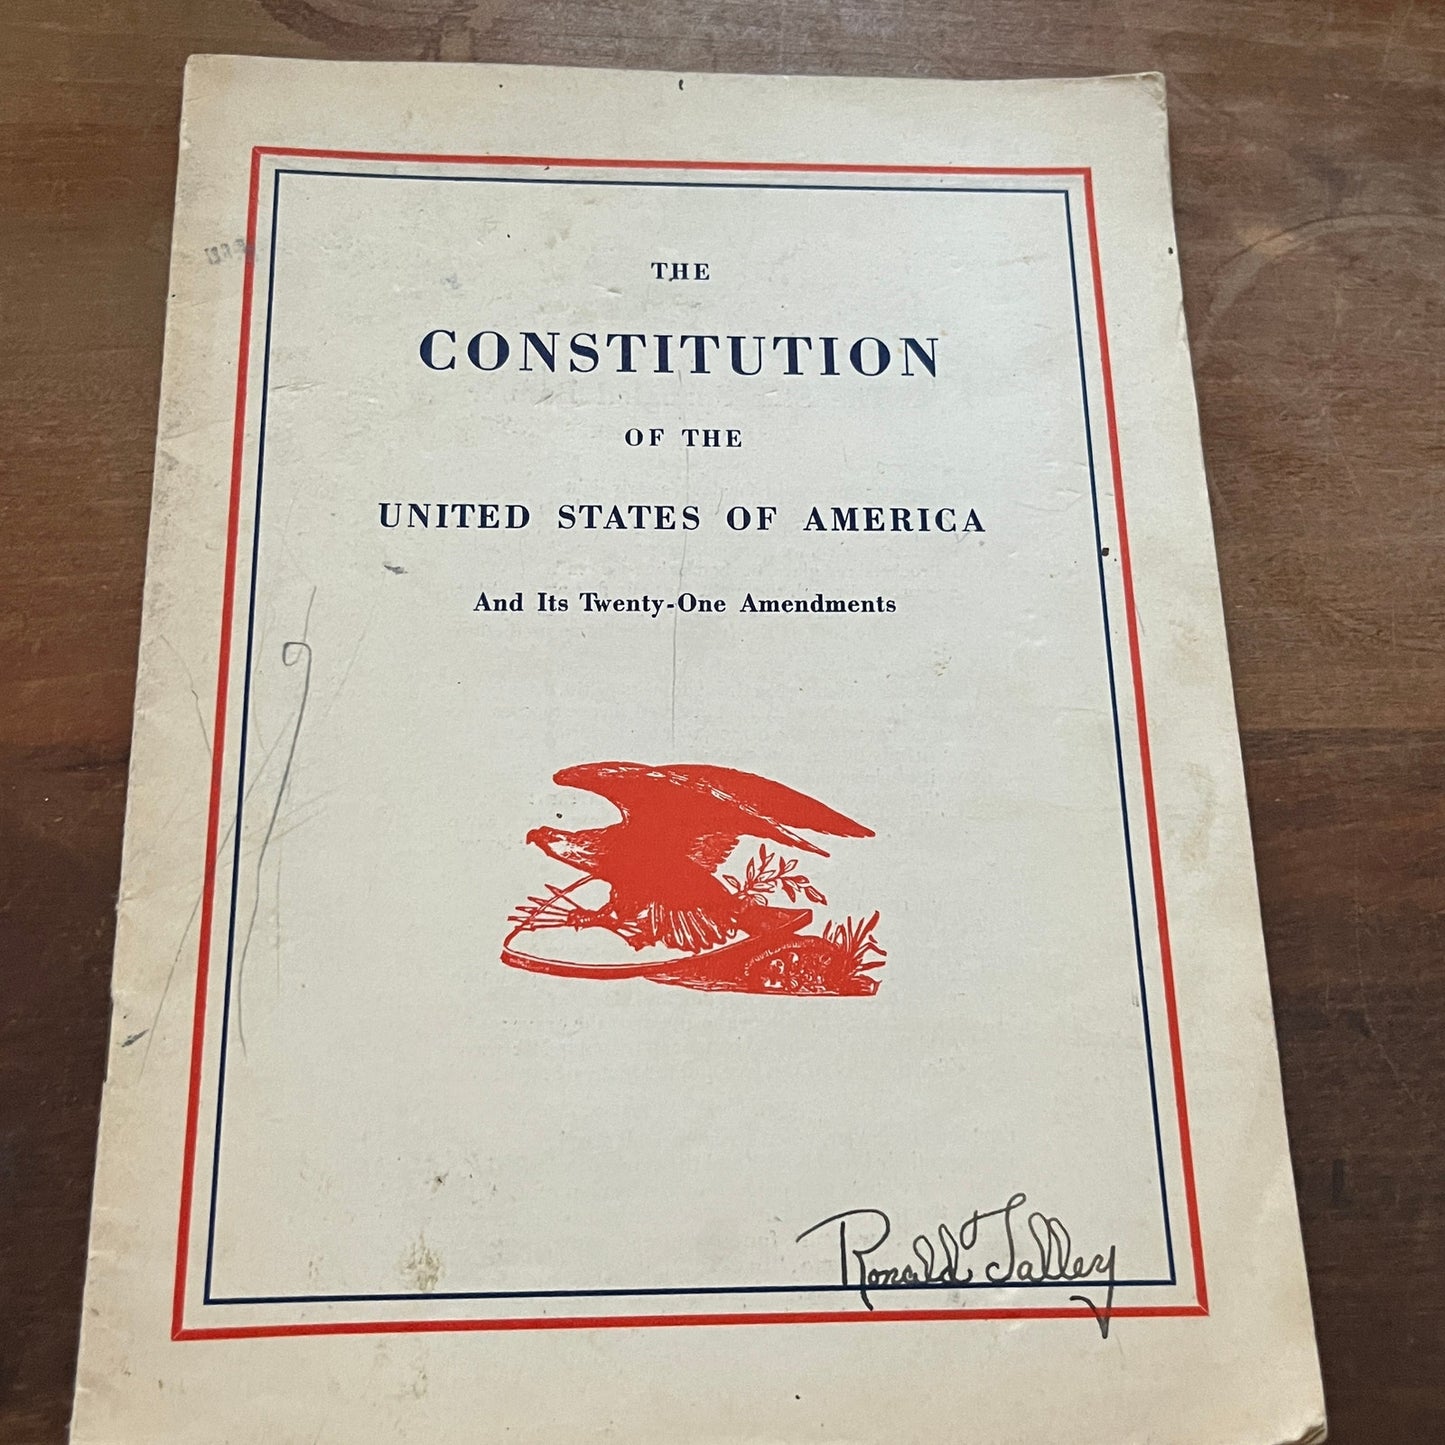 THE
CONSTITUTION
OF THE
UNITED STATES OF AMERICA
And Its Twenty-One Amendments
Ronald Talley